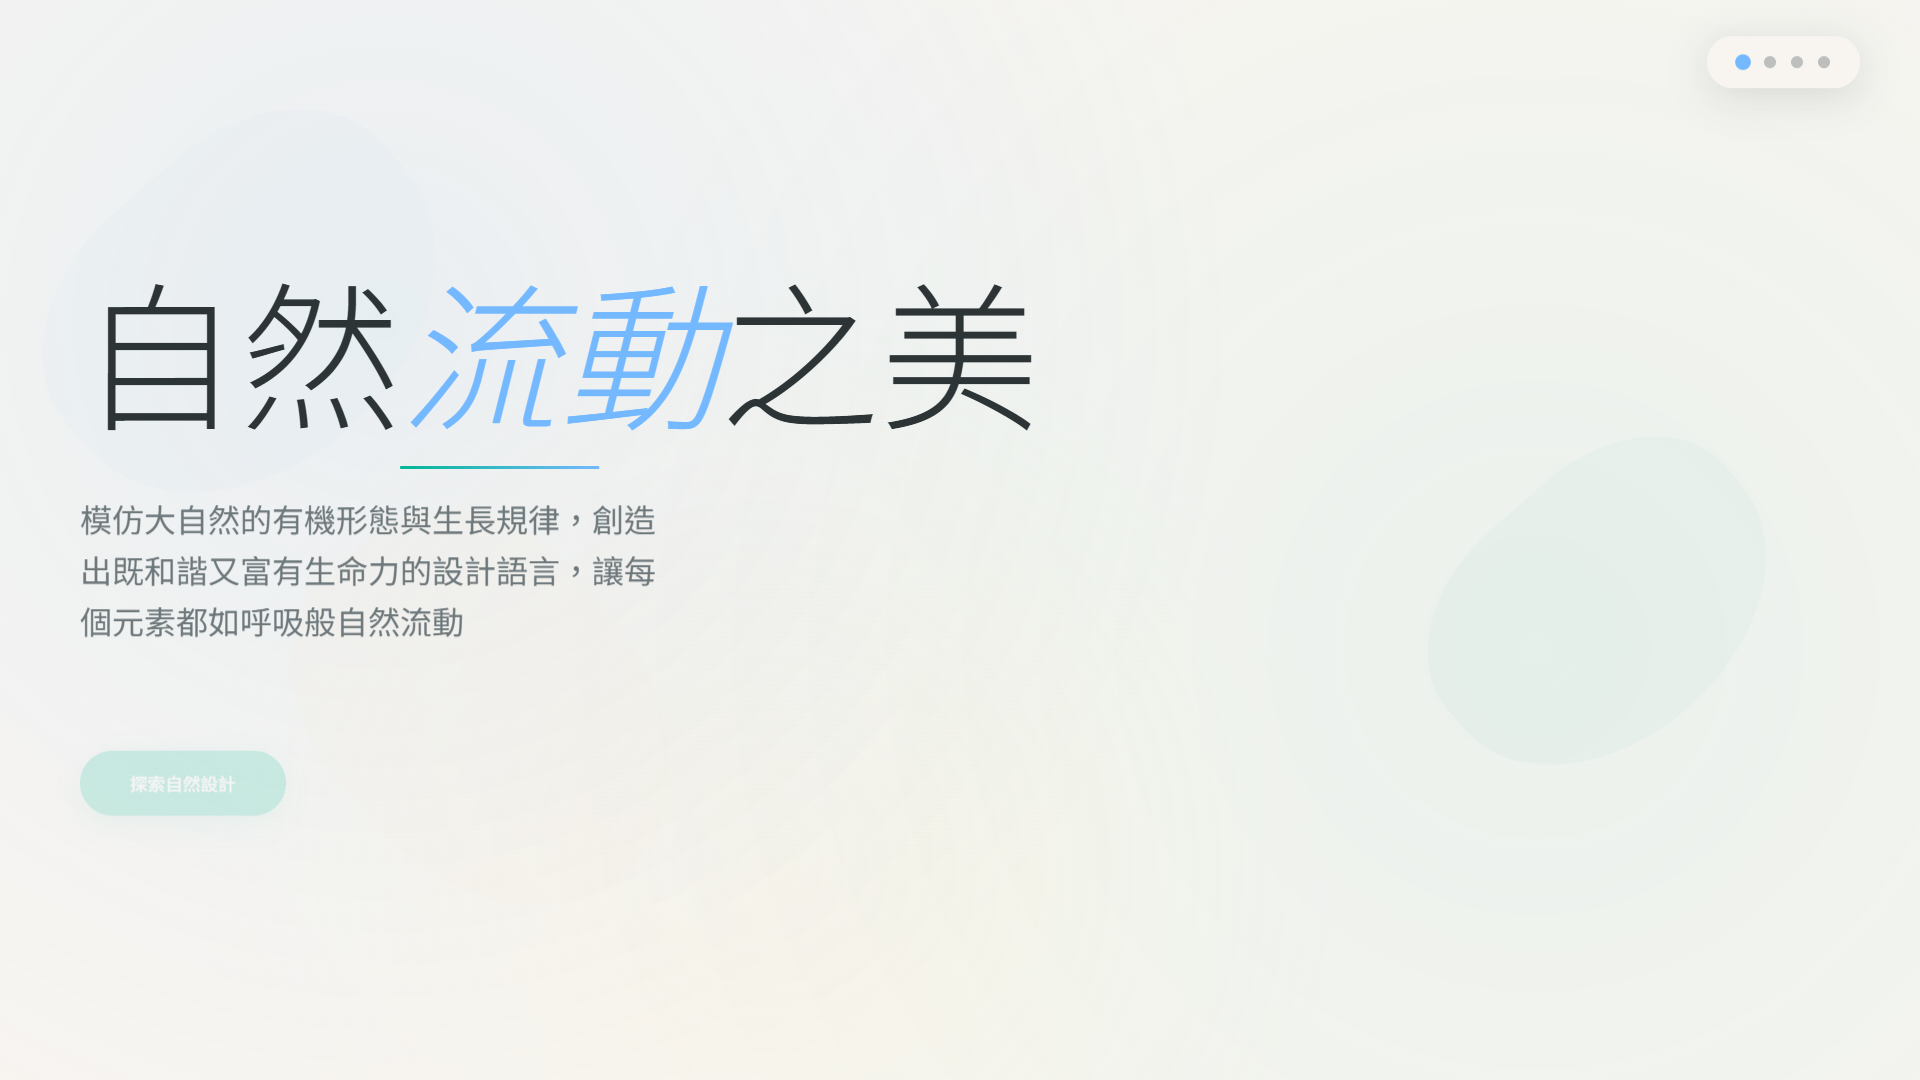 自然流動之美
模仿大自然的有機形態與生長規律，創造
出既和諧又富有生命力的設計語言，讓每
個元素都如呼吸般自然流動
探索自然設計